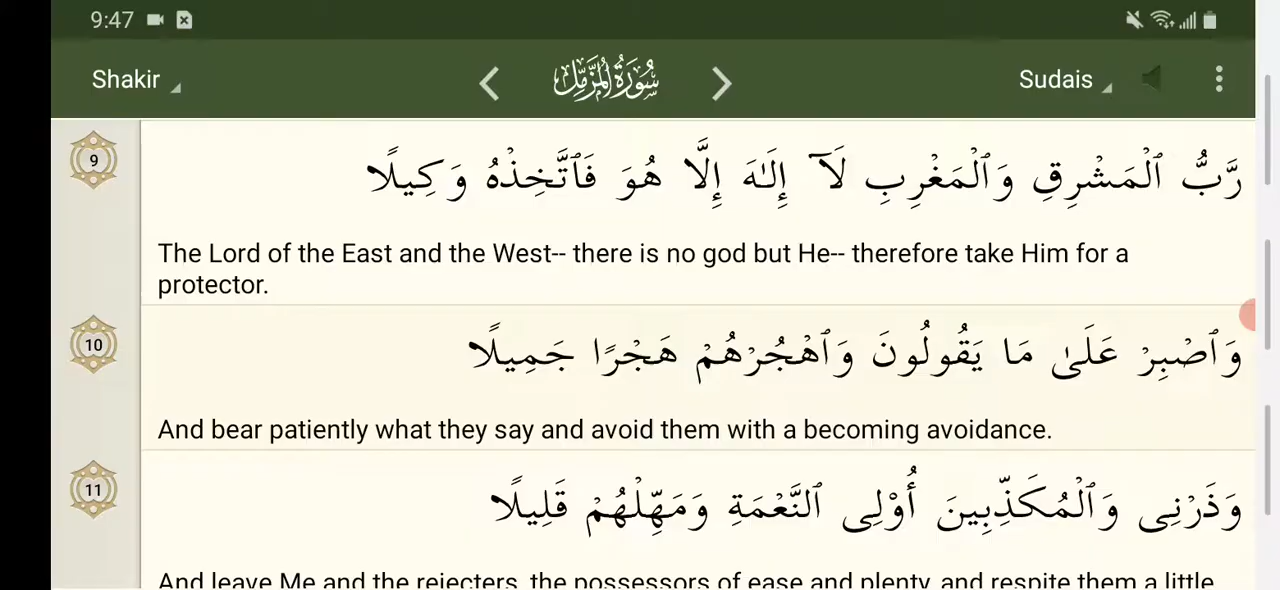 9:47
Shakir
سُورَةُ الْمُزَّمِّل
Sudais
9
رَّبُّ ٱلْمَشْرِقِ وَٱلْمَغْرِبِ لَآ إِلَـٰهَ إِلَّا هُوَ فَٱتَّخِذْهُ وَكِيلًا
The Lord of the East and the West-- there is no god but He-- therefore take Him for a
protector.
10
وَٱصْبِرْ عَلَىٰ مَا يَقُولُونَ وَٱهْجُرْهُمْ هَجْرًا جَمِيلًا
And bear patiently what they say and avoid them with a becoming avoidance.
11
وَذَرْنِى وَٱلْمُكَذِّبِينَ أُو۟لِى ٱلنَّعْمَةِ وَمَهِّلْهُمْ قَلِيلًا
And leave Me and the rejecters, the possessors of ease and plenty, and respite them a little